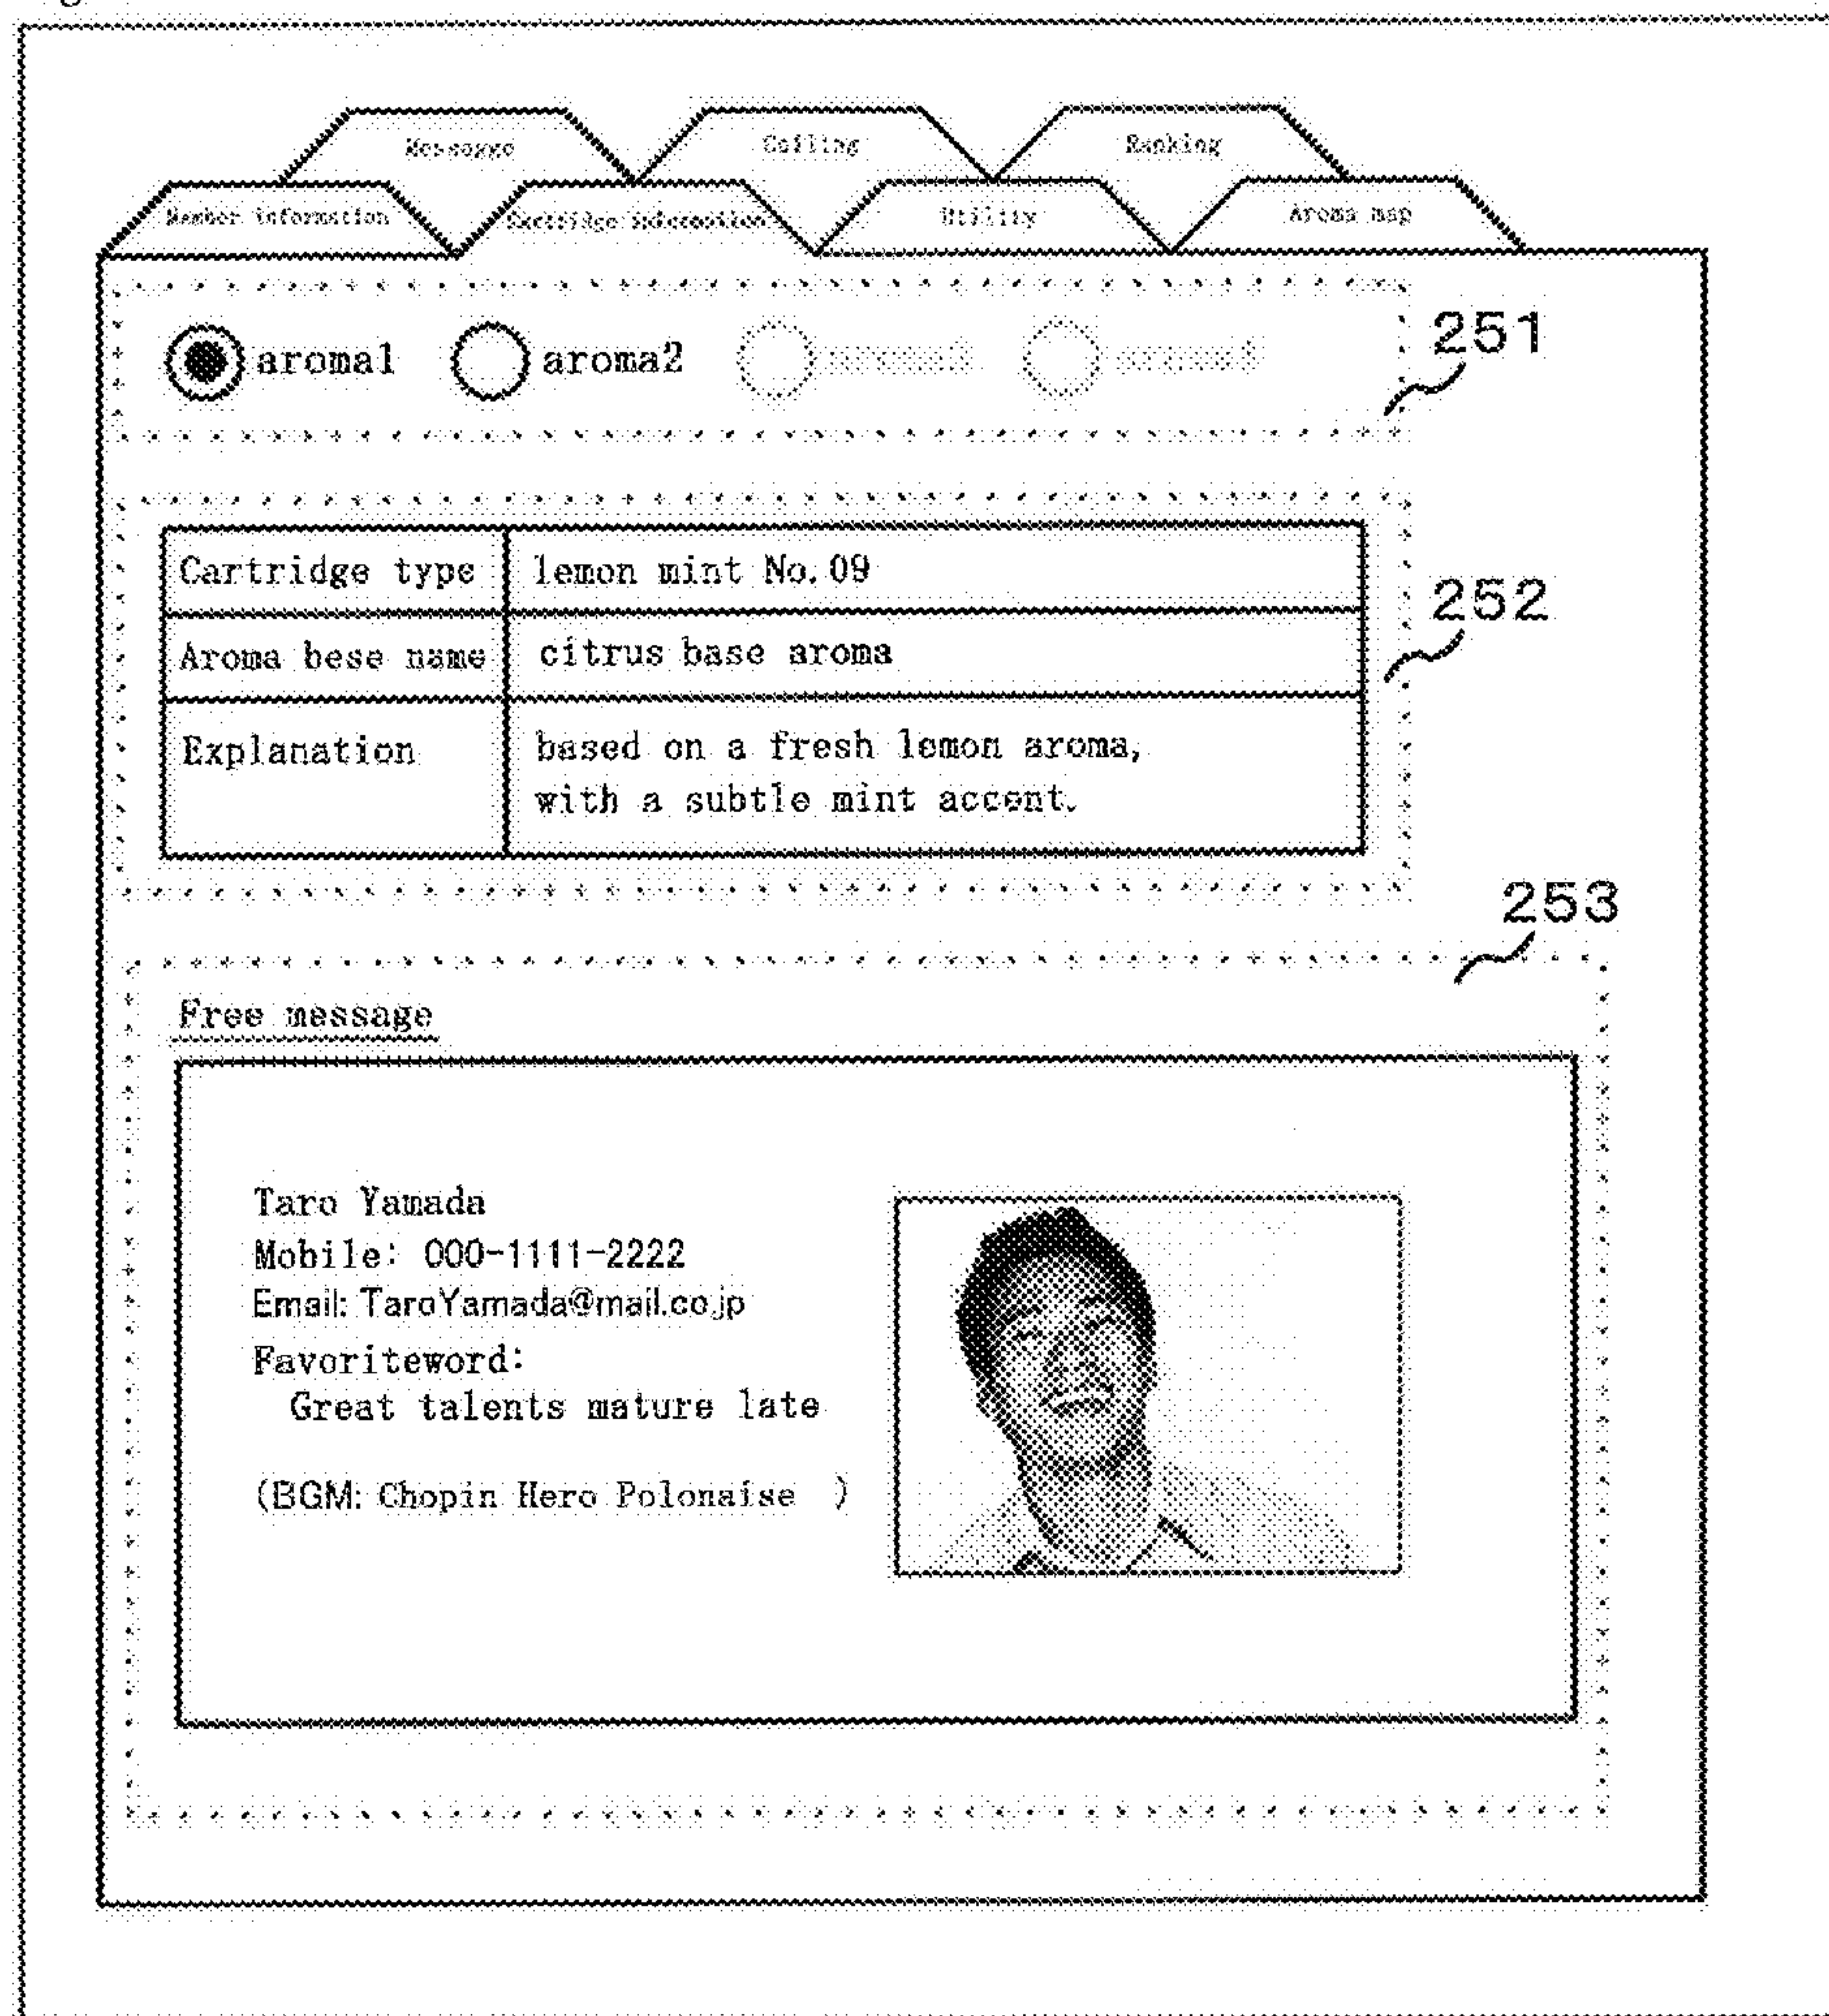 Message
Calling
Ranking
Member information
Cartridge information
Utility
Aroma map
aroma1
aroma2
251
Cartridge type
lemon mint No.09
252
Aroma bese name
citrus base aroma
Explanation
based on a fresh lemon aroma,
with a subtle mint accent.
253
Free message
Taro Yamada
Mobile: 000-1111-2222
Email: TaroYamada@mail.co.jp
Favoriteword:
Great talents mature late
(BGM: Chopin Hero Polonaise )